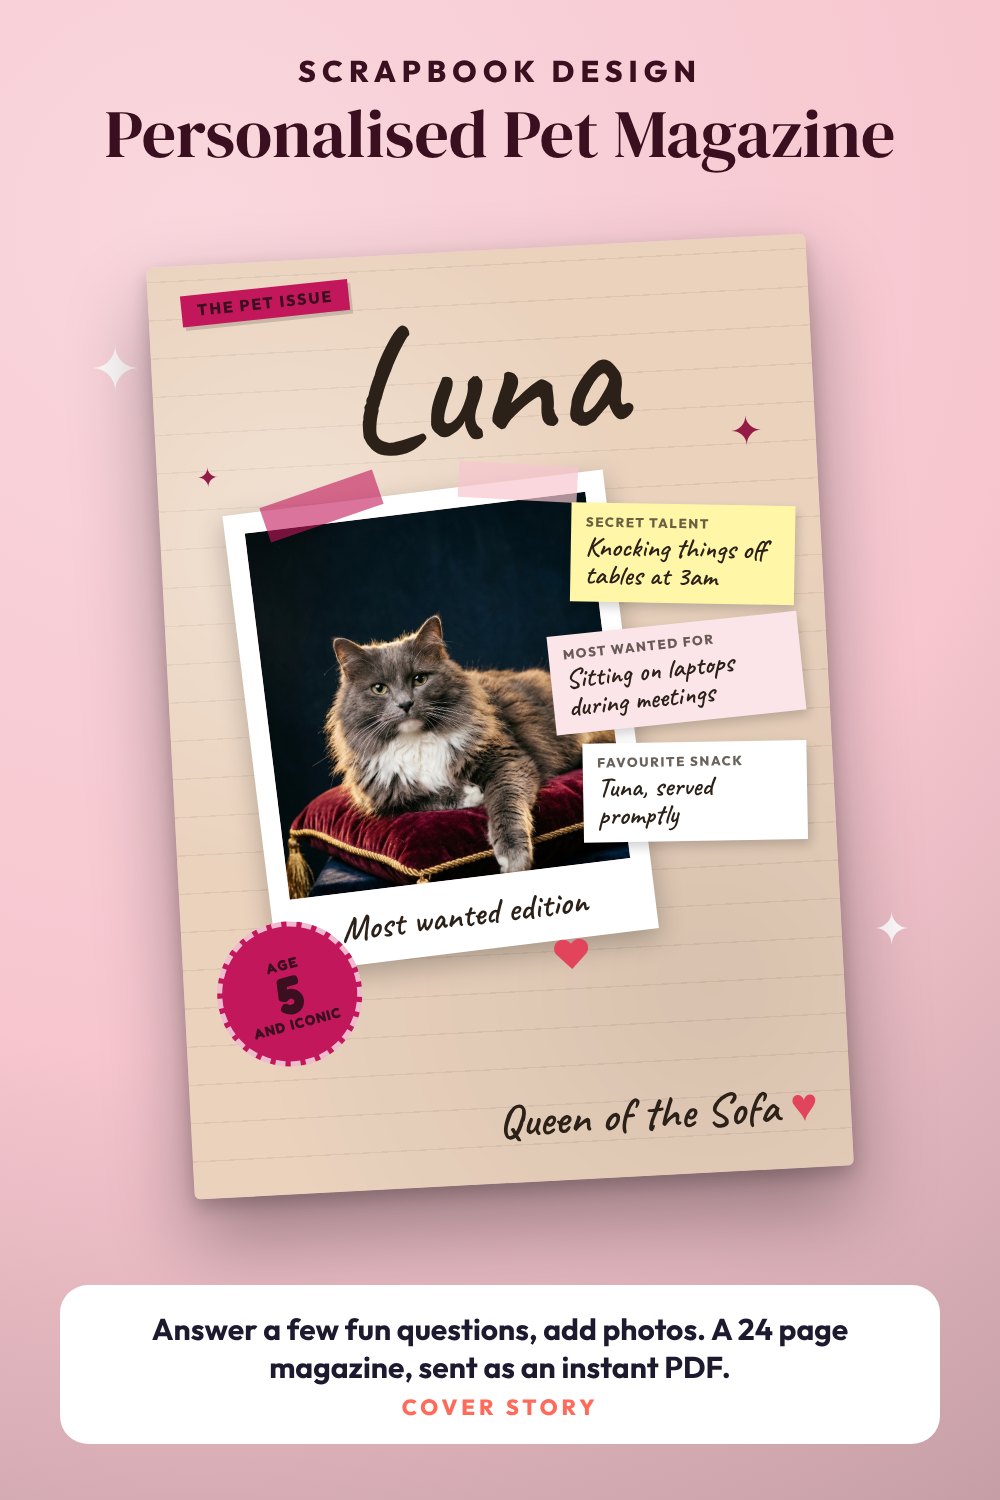 SCRAPBOOK DESIGN
Personalised Pet Magazine
THE PET ISSUE
Luna
SECRET TALENT
Knocking things off
tables at 3am
MOST WANTED FOR
Sitting on laptops
during meetings
FAVOURITE SNACK
Tuna, served
promptly
Most wanted edition
AGE
5
AND ICONIC
Queen of the Sofa ♥
Answer a few fun questions, add photos. A 24 page
magazine, sent as an instant PDF.
COVER STORY